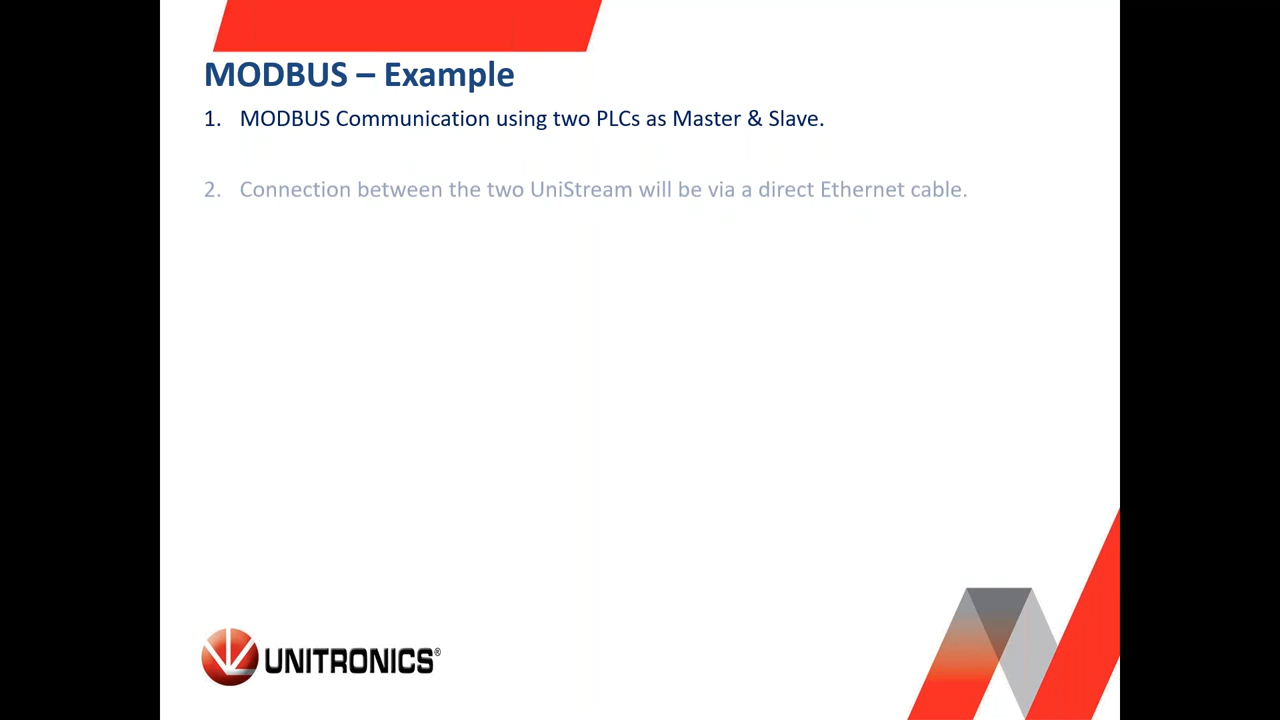 MODBUS – Example
1. MODBUS Communication using two PLCs as Master & Slave.
2. Connection between the two UniStream will be via a direct Ethernet cable.
UNITRONICS®